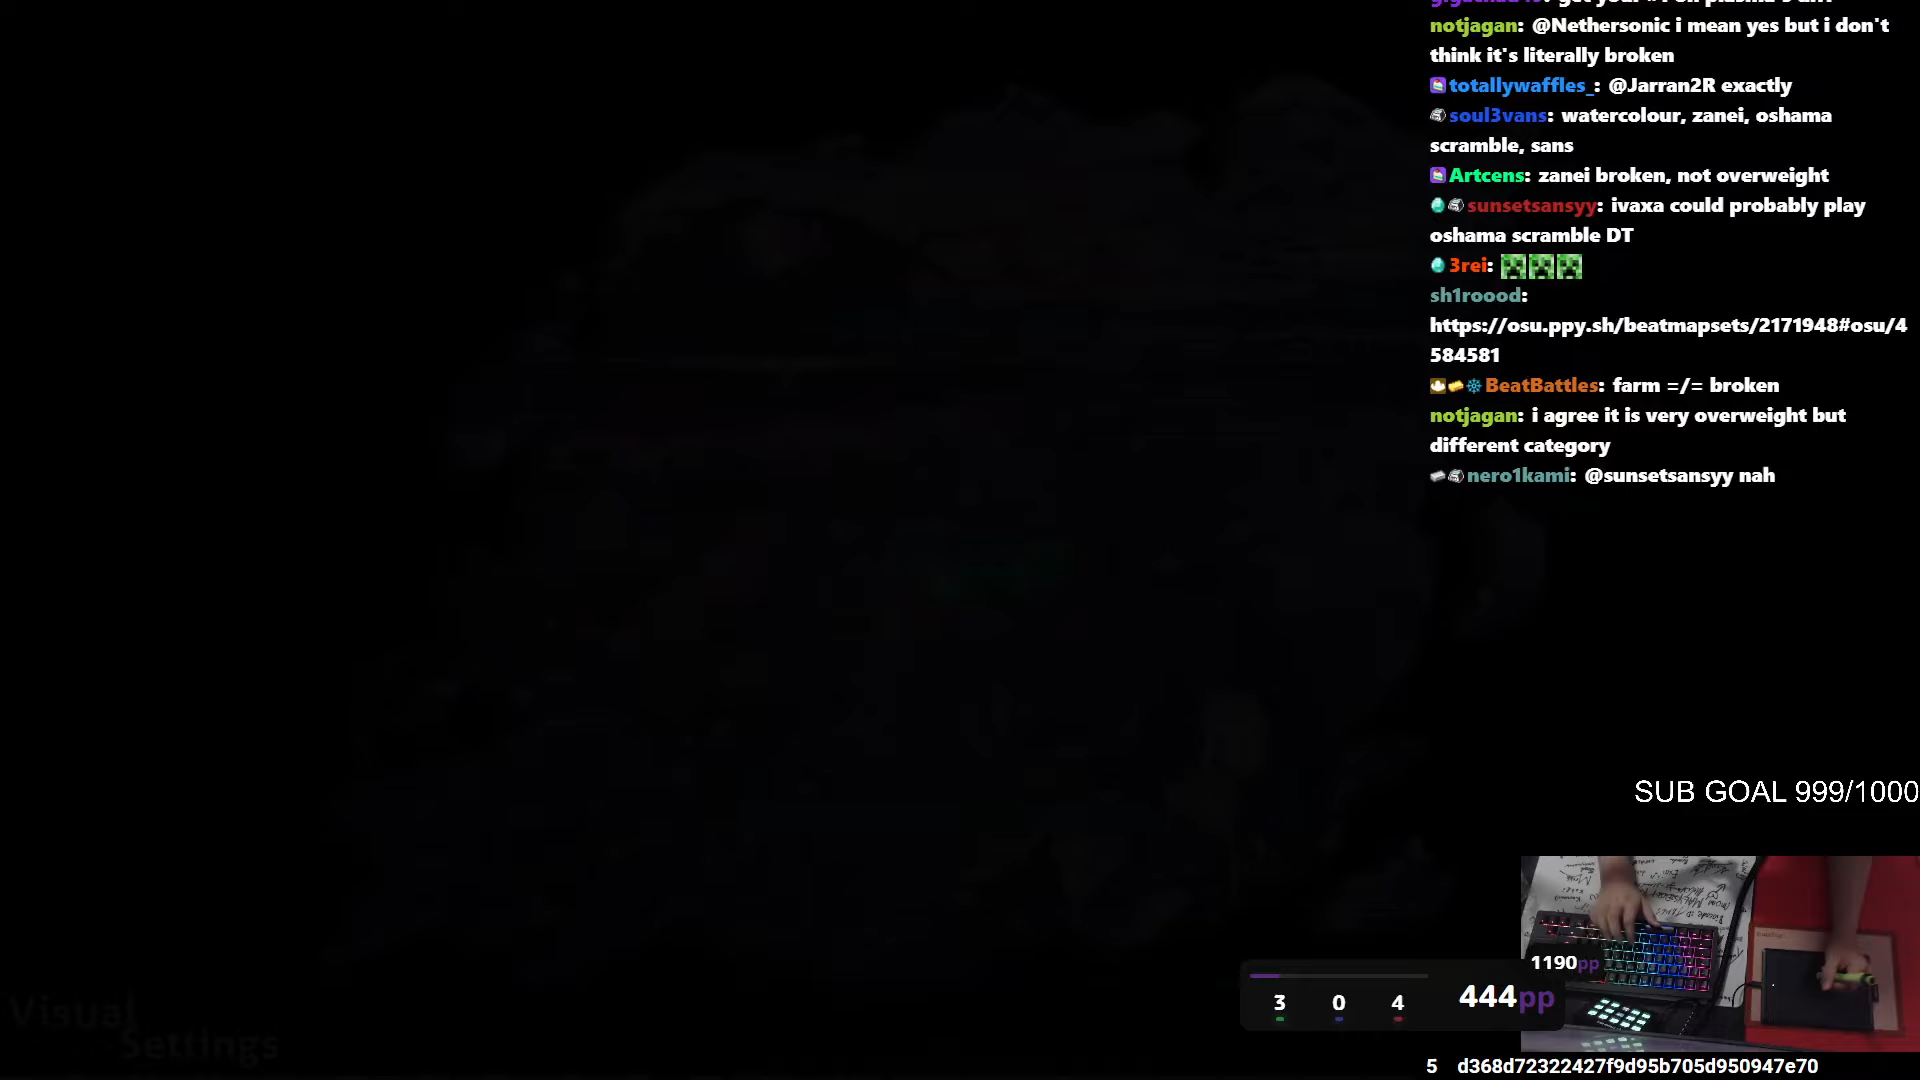 notjagan: @Nethersonic i mean yes but i don't
think it's literally broken
totallywaffles_: @Jarran2R exactly
soul3vans: watercolour, zanei, oshama
scramble, sans
Artcens: zanei broken, not overweight
sunsetsansyy: ivaxa could probably play
oshama scramble DT
3rei:
sh1roood:
https://osu.ppy.sh/beatmapsets/2171948#osu/4
584581
BeatBattles: farm =/= broken
notjagan: i agree it is very overweight but
different category
nero1kami: @sunsetsansyy nah
SUB GOAL 999/1000
1190pp
3 0 4 444pp
Visual
Settings
5 d368d72322427f9d95b705d950947e70